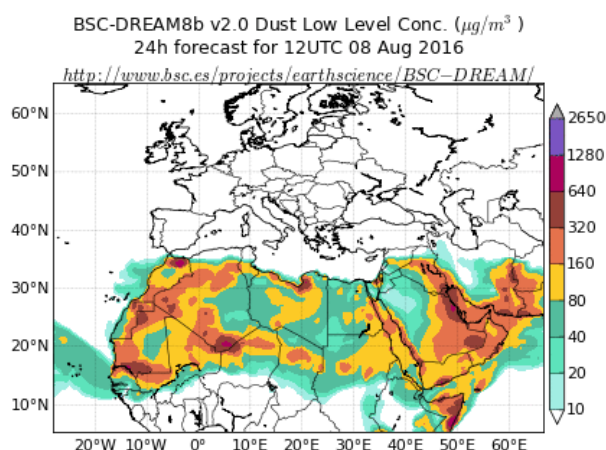 BSC-DREAM8b v2.0 Dust Low Level Conc. (μg/m³ )
24h forecast for 12UTC 08 Aug 2016
http://www.bsc.es/projects/earthscience/BSC−DREAM/
60°N
50°N
40°N
30°N
20°N
10°N
20°W 10°W 0° 10°E 20°E 30°E 40°E 50°E 60°E
2650
1280
640
320
160
80
40
20
10